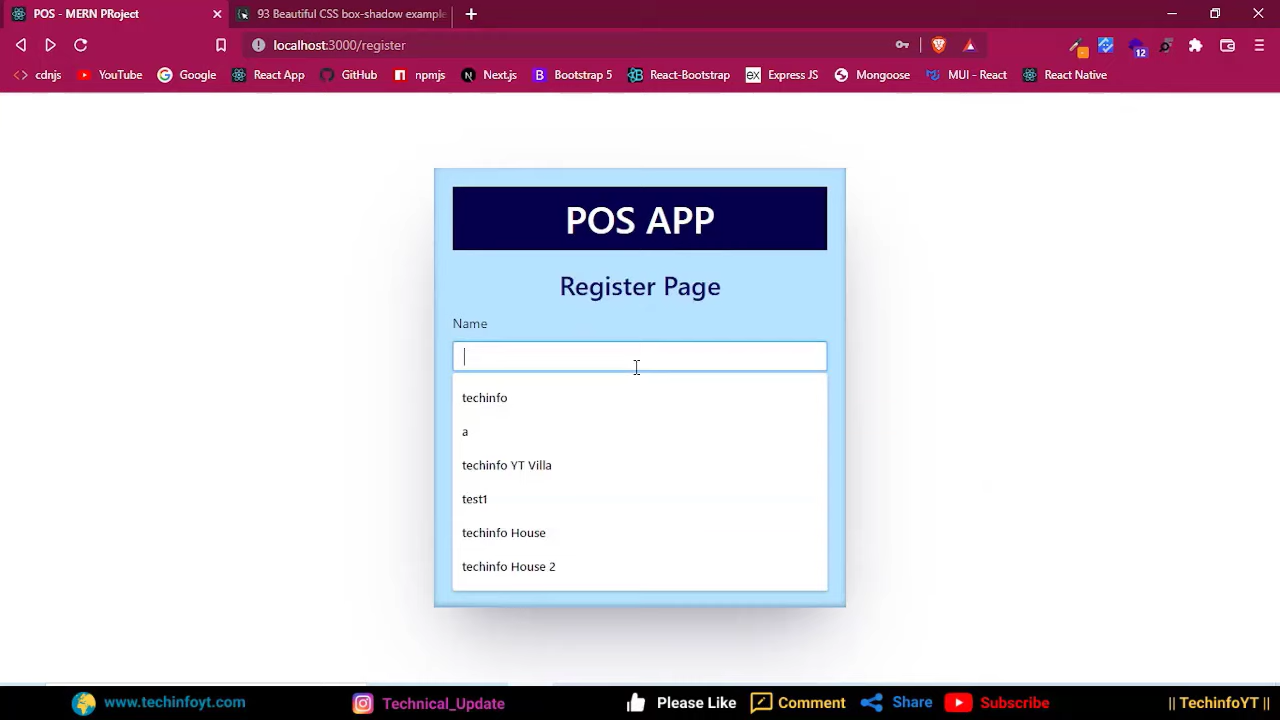 POS - MERN PRoject
93 Beautiful CSS box-shadow example
localhost:3000/register
12
<> cdnjs YouTube Google React App GitHub npmjs Next.js Bootstrap 5 React-Bootstrap Express JS Mongoose MUI - React React Native
POS APP
Register Page
Name
techinfo
a
techinfo YT Villa
test1
techinfo House
techinfo House 2
www.techinfoyt.com Technical_Update Please Like Comment Share Subscribe || TechinfoYT ||